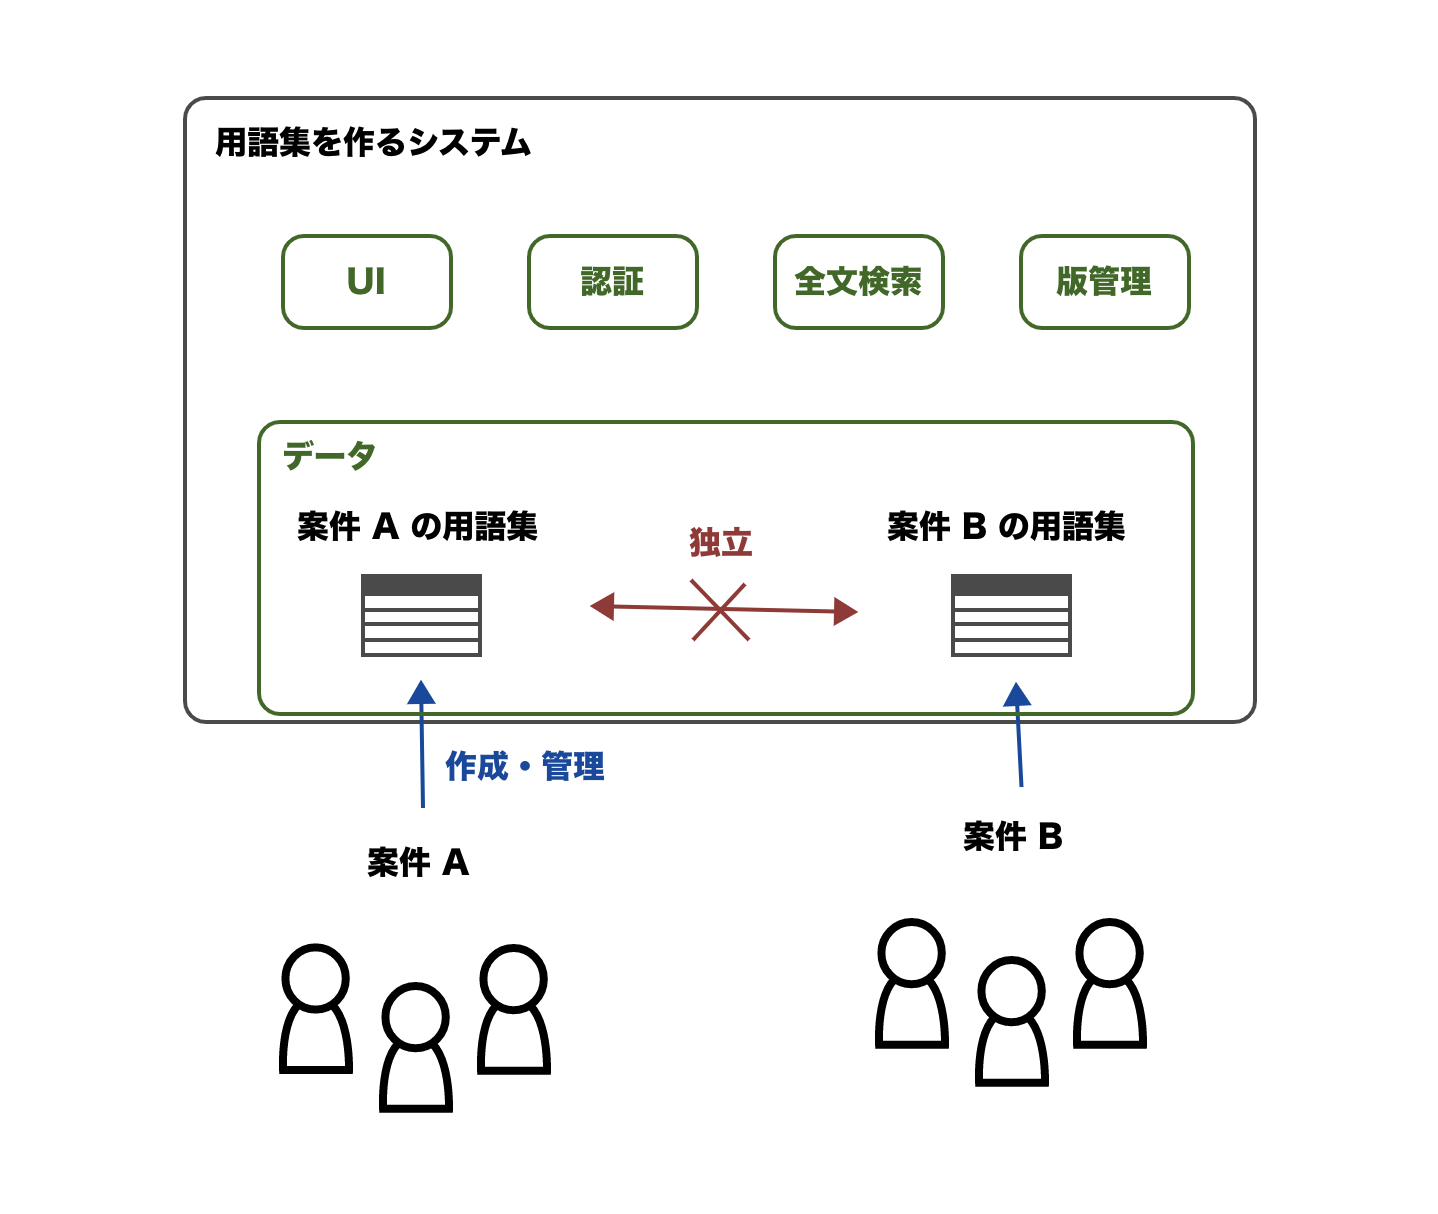 用語集を作るシステム
UI
認証
全文検索
版管理
データ
案件 A の用語集
独立
案件 B の用語集
作成・管理
案件 A
案件 B